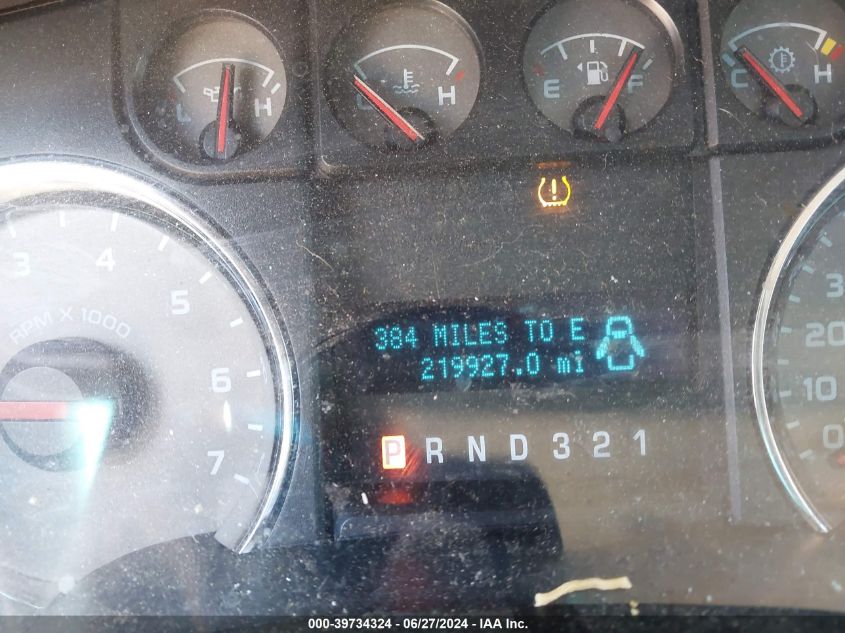 L H
C H
E F
C H
3 4 5 6 7
RPM X 1000
384 MILES TO E
219927.0 mi
P R N D 3 2 1
3
20
10
0
000-39734324 - 06/27/2024 - IAA Inc.